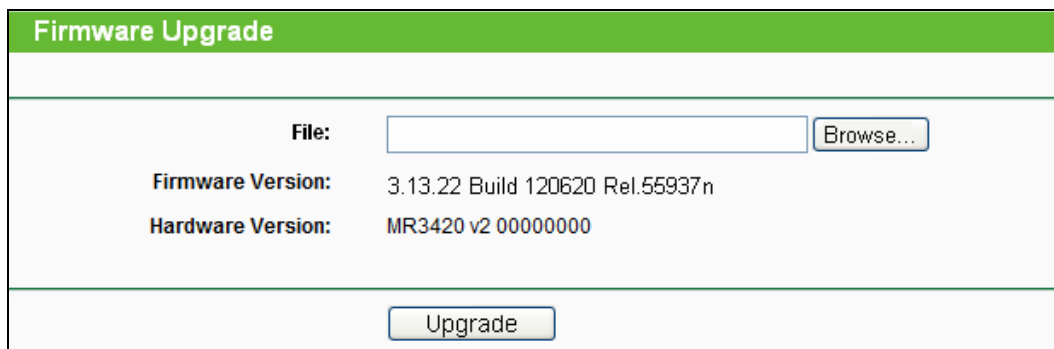 Firmware Upgrade
File: Browse...
Firmware Version: 3.13.22 Build 120620 Rel.55937n
Hardware Version: MR3420 v2 00000000
Upgrade